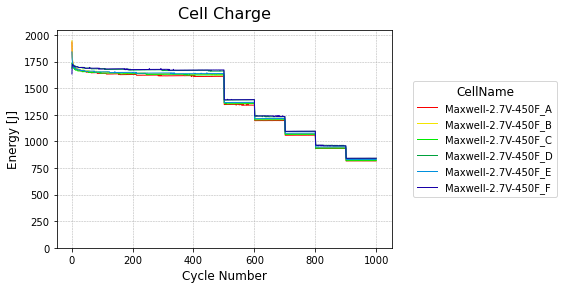 Cell Charge
Energy [J]
2000
1750
1500
1250
1000
750
500
250
0
0 200 400 600 800 1000
Cycle Number
CellName
Maxwell-2.7V-450F_A
Maxwell-2.7V-450F_B
Maxwell-2.7V-450F_C
Maxwell-2.7V-450F_D
Maxwell-2.7V-450F_E
Maxwell-2.7V-450F_F